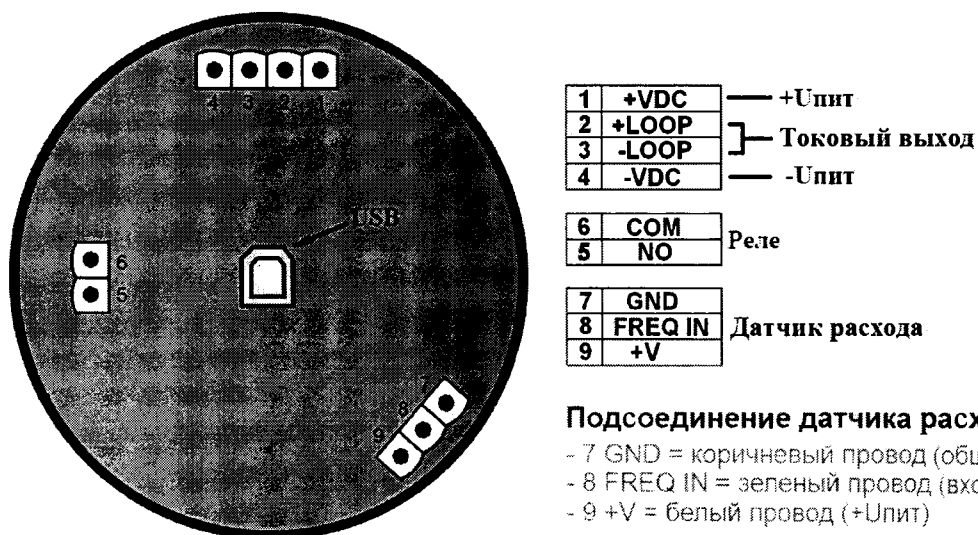 4 3 2 1
USB
6
5
7
8
9
1 +VDC +Uпит
2 +LOOP
3 -LOOP
Токовый выход
4 -VDC -Uпит
6 COM
5 NO
Реле
7 GND
8 FREQ IN
9 +V
Датчик расхода
Подсоединение датчика расх
- 7 GND = коричневый провод (общ
- 8 FREQ IN = зеленый провод (вхо
- 9 +V = белый провод (+Uпит)